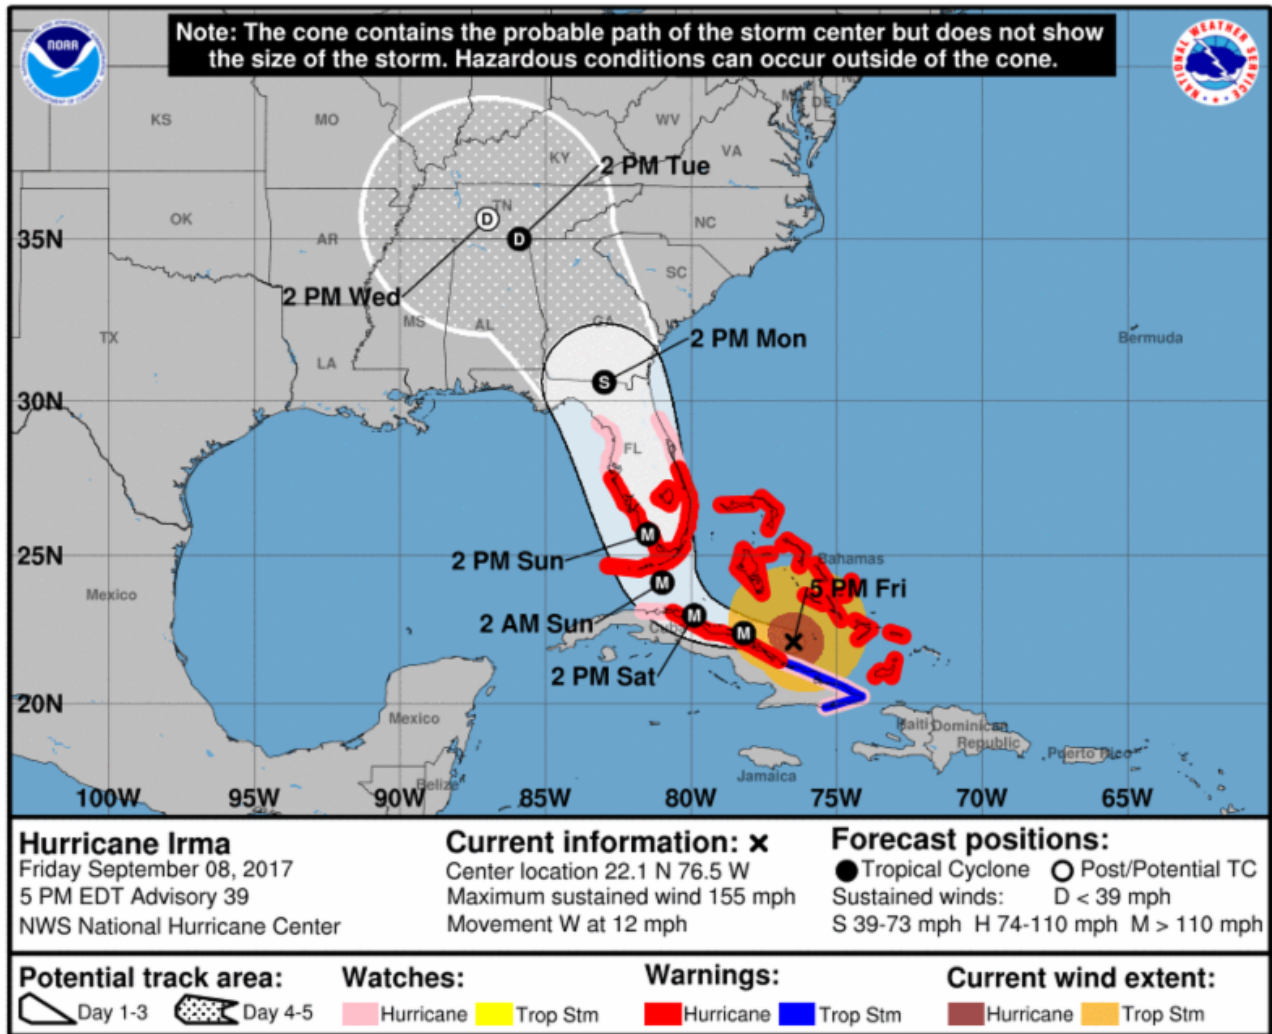 Note: The cone contains the probable path of the storm center but does not show
the size of the storm. Hazardous conditions can occur outside of the cone.
NOAA
NATIONAL WEATHER SERVICE
KS
MO
WV
DE
KY
VA
2 PM Tue
OK
TN
NC
AR
35N
SC
D
D
2 PM Wed
MS
AL
GA
TX
2 PM Mon
Bermuda
LA
S
30N
FL
M
25N
2 PM Sun
Bahamas
M
5 PM Fri
Mexico
2 AM Sun
M
M
Cuba
2 PM Sat
20N
Mexico
Haiti
Dominican
Republic
Puerto Rico
Jamaica
Belize
100W
95W
90W
85W
80W
75W
70W
65W
Hurricane Irma
Friday September 08, 2017
5 PM EDT Advisory 39
NWS National Hurricane Center
Current information: x
Center location 22.1 N 76.5 W
Maximum sustained wind 155 mph
Movement W at 12 mph
Forecast positions:
Tropical Cyclone Post/Potential TC
Sustained winds: D < 39 mph
S 39-73 mph H 74-110 mph M > 110 mph
Potential track area:
Day 1-3 Day 4-5
Watches:
Hurricane Trop Stm
Warnings:
Hurricane Trop Stm
Current wind extent:
Hurricane Trop Stm